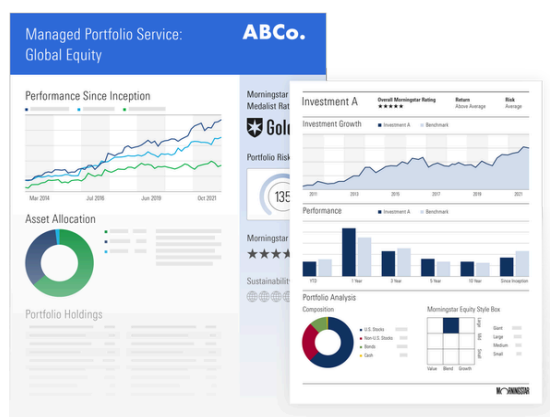 Managed Portfolio Service:
Global Equity
ABCo.
Performance Since Inception
Mar 2014
Jul 2016
Jun 2019
Oct 2021
Asset Allocation
Portfolio Holdings
Morningstar
Medalist Rat
Gol
Portfolio Risk
135
Morningstar
Sustainability
Investment A
Overall Morningstar Rating
★★★★★
Return
Above Average
Risk
Average
Investment Growth
Investment A
Benchmark
2011
2013
2015
2017
2019
2021
Performance
Investment A
Benchmark
YTD
1 Year
3 Year
5 Year
10 Year
Since Inception
Portfolio Analysis
Composition
U.S. Stocks
Non-U.S. Stocks
Bonds
Cash
Morningstar Equity Style Box
Large
Mid
Small
Value
Blend
Growth
Giant
Large
Medium
Small
MORNINGSTAR